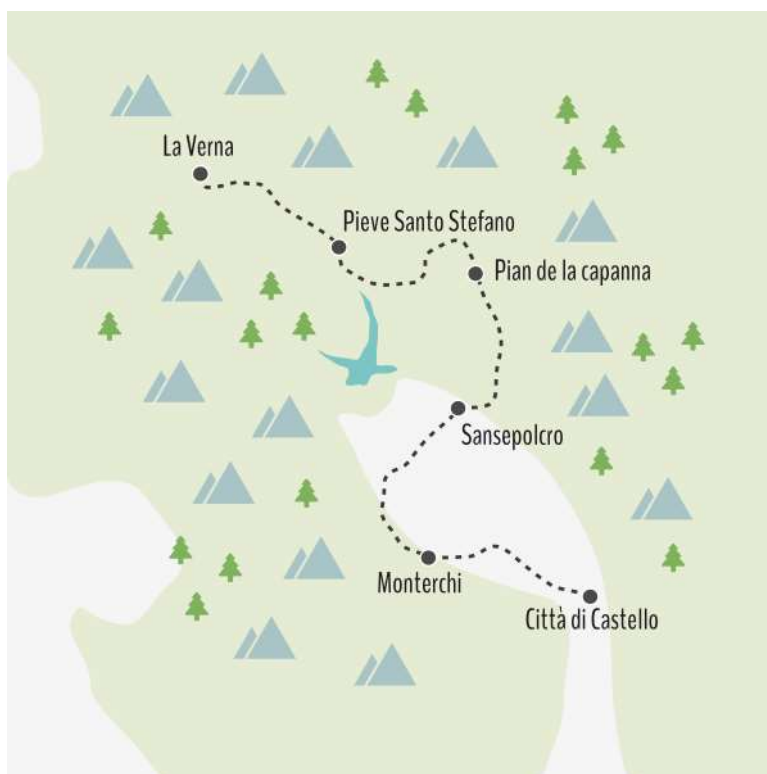 La Verna
Pieve Santo Stefano
Pian de la capanna
Sansepolcro
Monterchi
Città di Castello